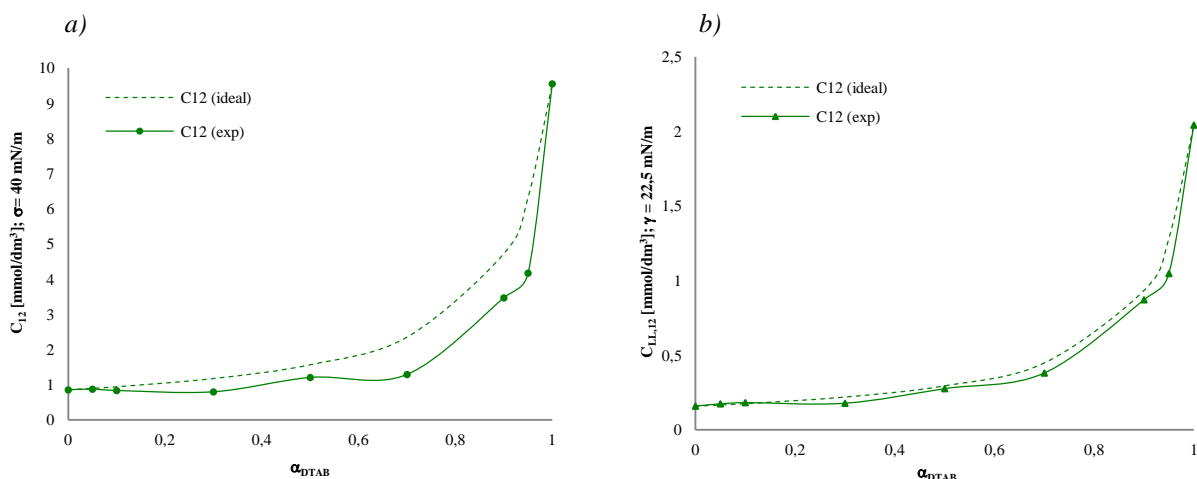 a)
C12 [mmol/dm³]; σ= 40 mN/m
10
9
8
7
6
5
4
3
2
1
0
C12 (ideal)
C12 (exp)
0
0,2
0,4
0,6
0,8
1
αDTAB
b)
CLL,12 [mmol/dm³]; γ = 22,5 mN/m
2,5
2
1,5
1
0,5
0
C12 (ideal)
C12 (exp)
0
0,2
0,4
0,6
0,8
1
αDTAB